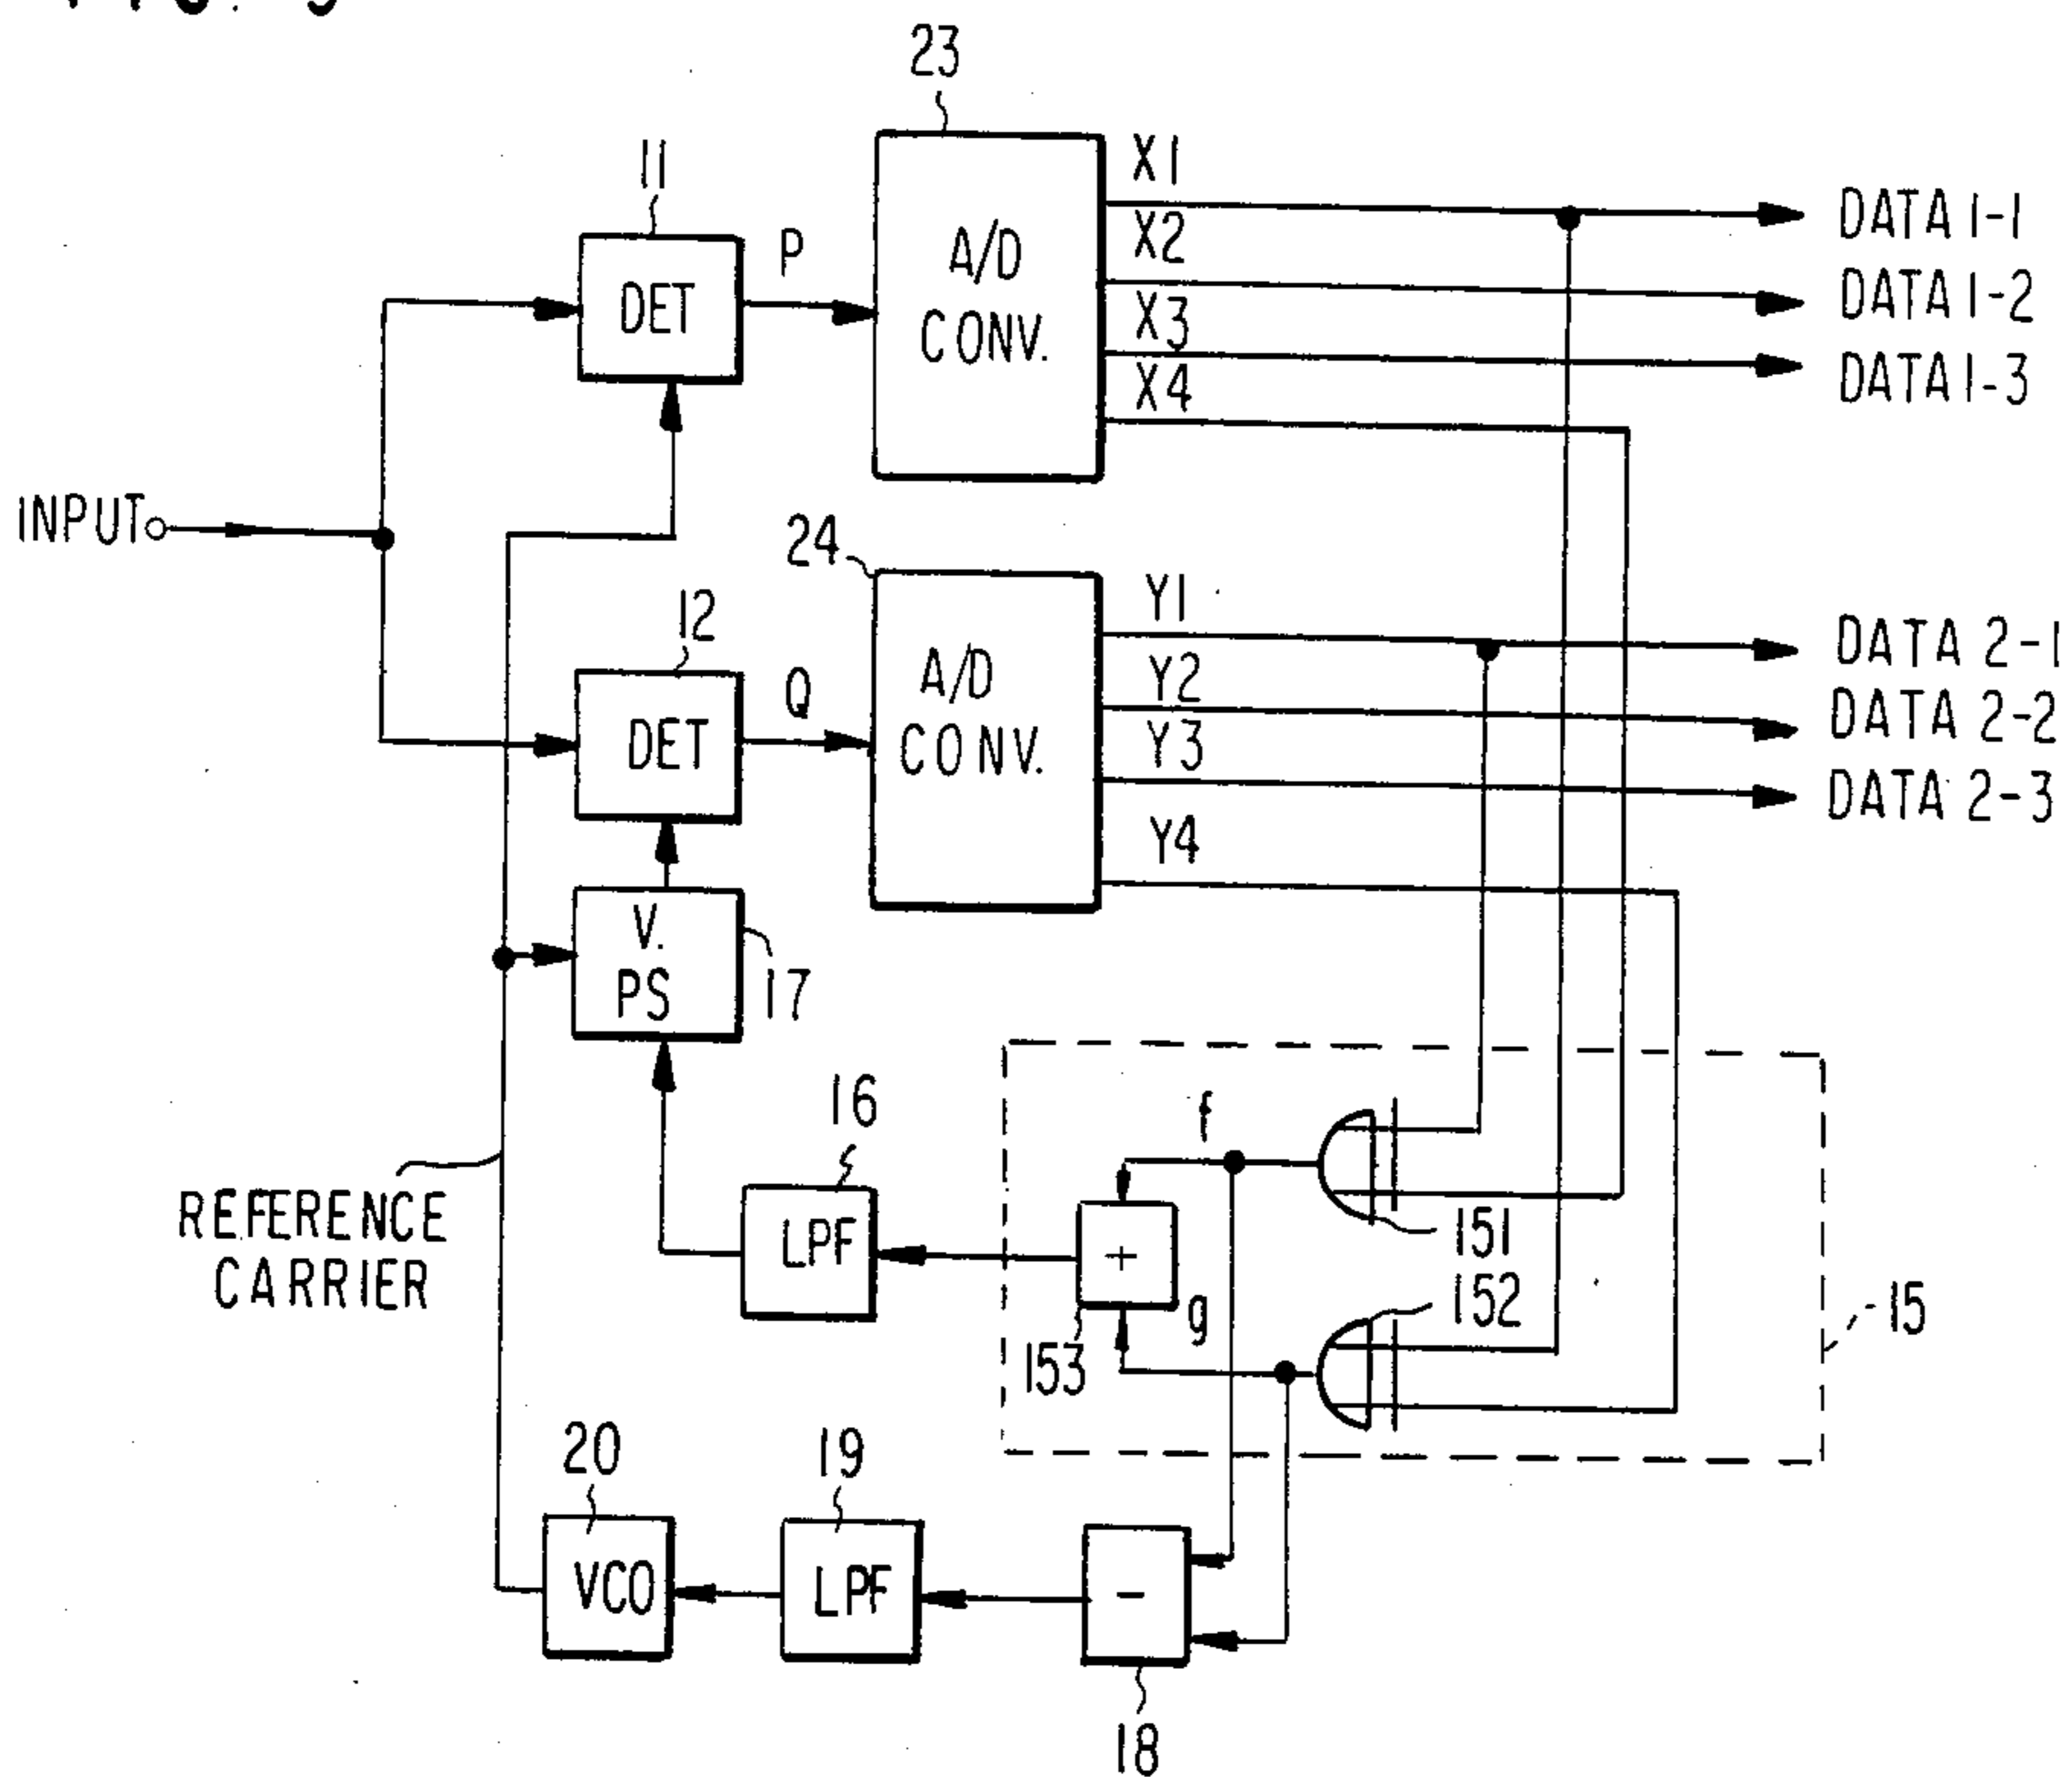 23
X1
11
DATA 1-1
X2
P
A/D
CONV.
DET
DATA 1-2
X3
DATA 1-3
X4
INPUT
24
Y1
12
DATA 2-1
Y2
A/D
CONV.
Q
DATA 2-2
DET
Y3
DATA 2-3
Y4
V.
PS
17
16
f
REFERENCE
CARRIER
LPF
+
151
152
g
15
153
20
19
VCO
LPF
-
18